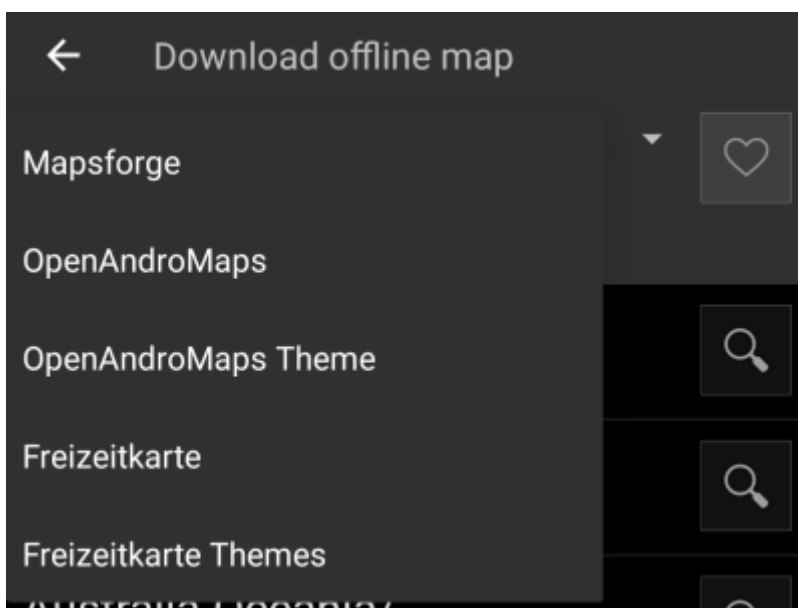 Download offline map
Mapsforge
OpenAndroMaps
OpenAndroMaps Theme
Freizeitkarte
Freizeitkarte Themes